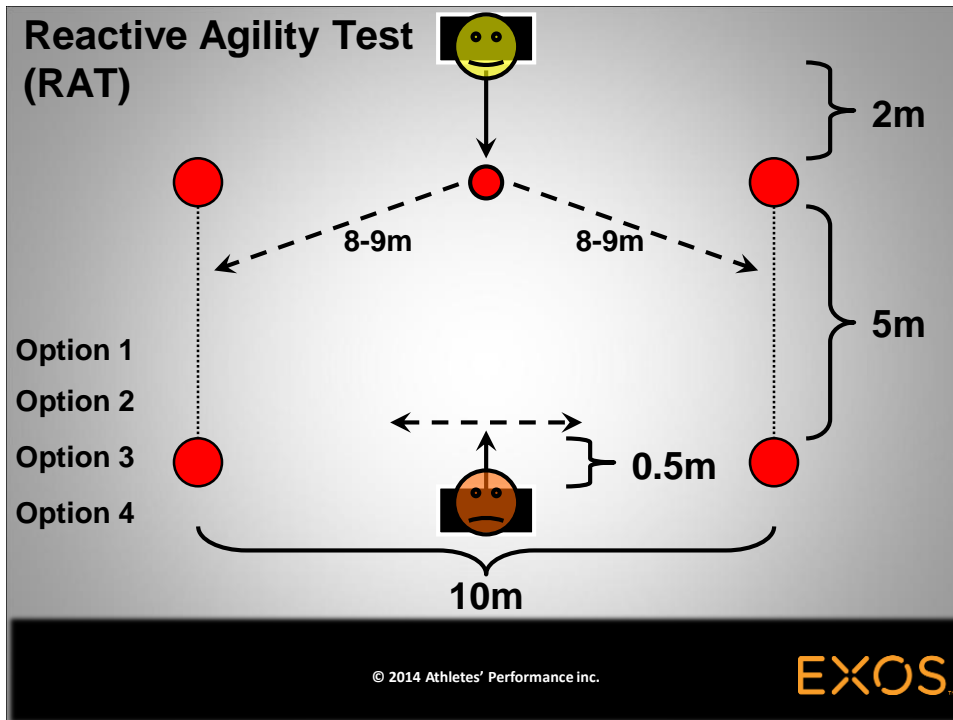 Reactive Agility Test
(RAT)
2m
8-9m
8-9m
5m
Option 1
Option 2
Option 3
0.5m
Option 4
10m
© 2014 Athletes’ Performance inc.
EXOS™